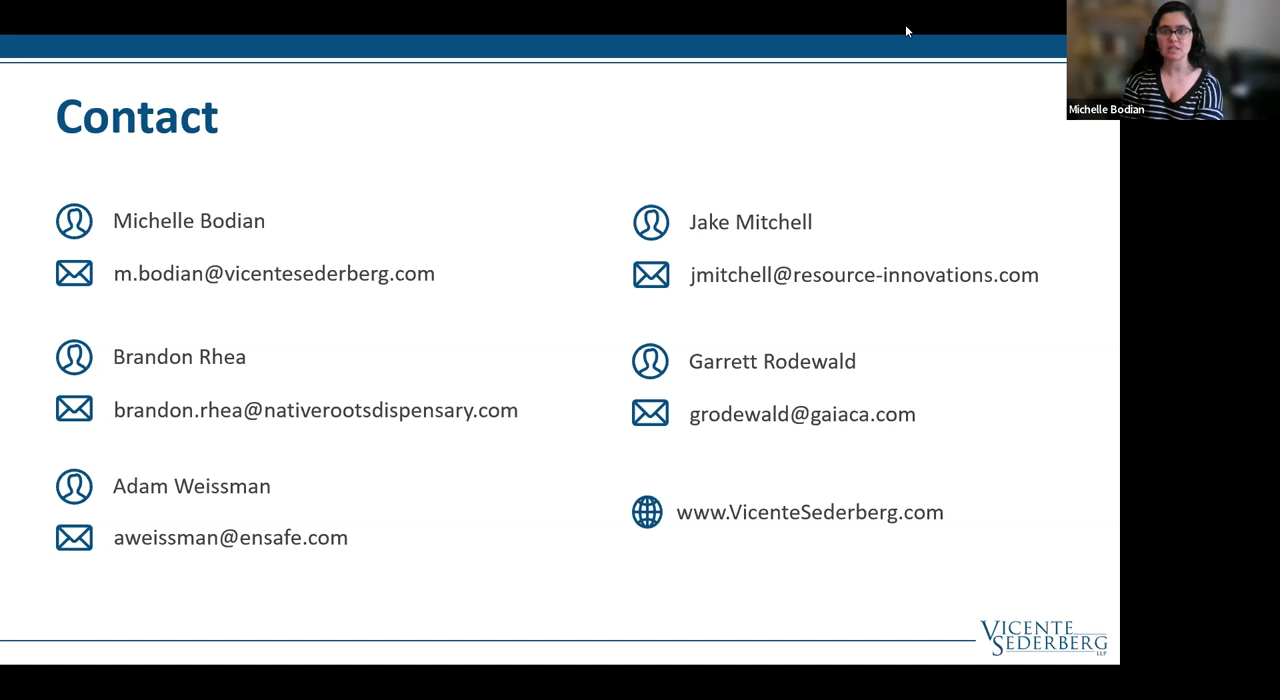 Michelle Bodian
Contact
Michelle Bodian
m.bodian@vicentesederberg.com
Brandon Rhea
brandon.rhea@nativerootsdispensary.com
Adam Weissman
aweissman@ensafe.com
Jake Mitchell
jmitchell@resource-innovations.com
Garrett Rodewald
grodewald@gaiaca.com
www.VicenteSederberg.com
VICENTE
SEDERBERG
LLP